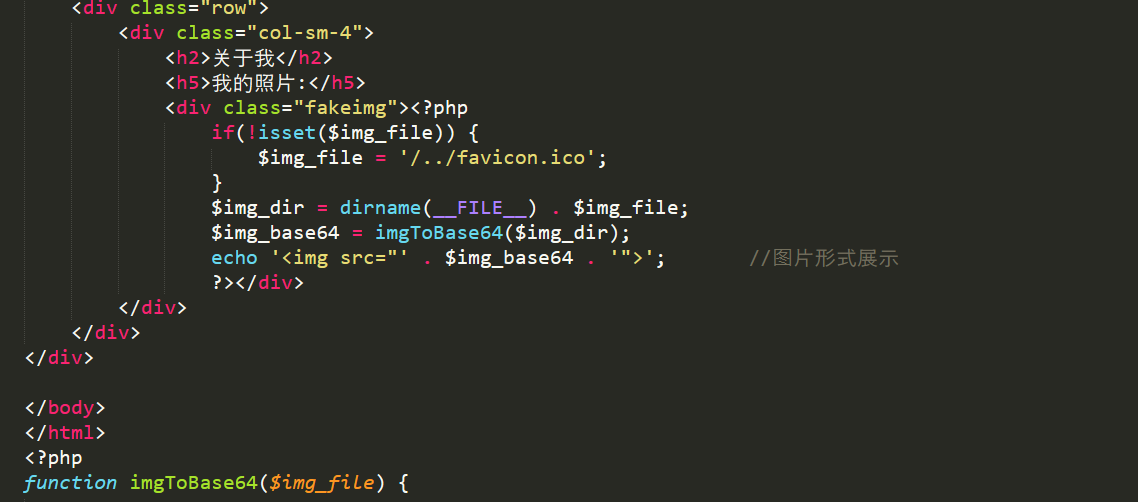 <div class="row">
<div class="col-sm-4">
<h2>关于我</h2>
<h5>我的照片:</h5>
<div class="fakeimg"><?php
if(!isset($img_file)) {
$img_file = '/../favicon.ico';
}
$img_dir = dirname(__FILE__) . $img_file;
$img_base64 = imgToBase64($img_dir);
echo '<img src="' . $img_base64 . '">'; //图片形式展示
?></div>
</div>
</div>
</div>
</body>
</html>
<?php
function imgToBase64($img_file) {